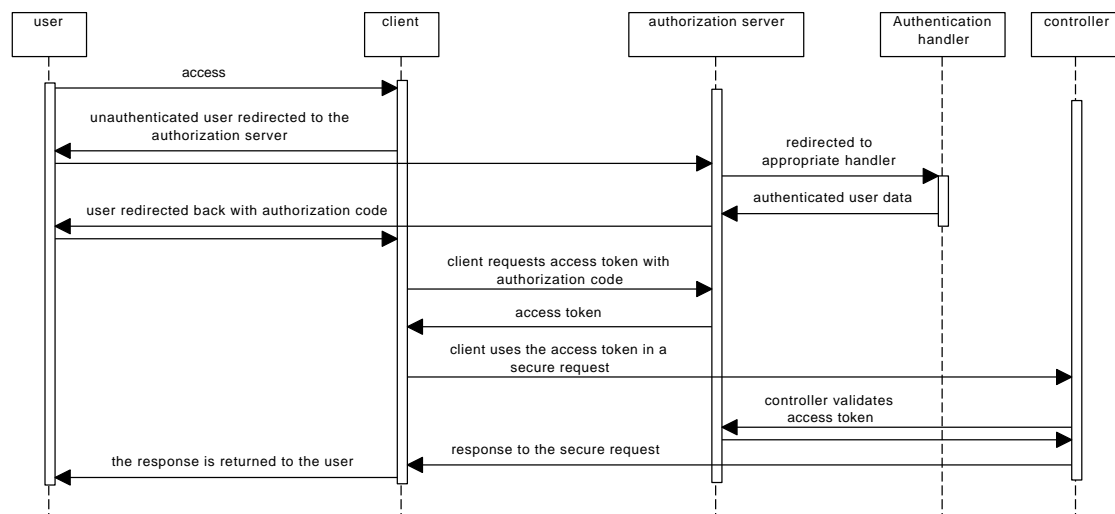 user
client
authorization server
Authentication
handler
controller
access
unauthenticated user redirected to the
authorization server
redirected to
appropriate handler
authenticated user data
user redirected back with authorization code
client requests access token with
authorization code
access token
client uses the access token in a
secure request
controller validates
access token
response to the secure request
the response is returned to the user